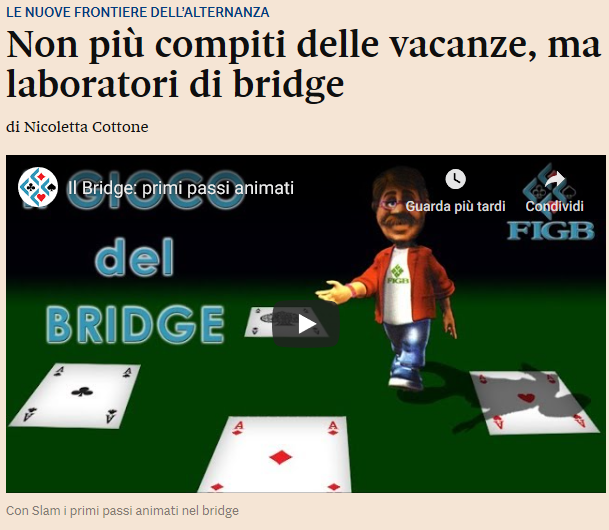 LE NUOVE FRONTIERE DELL'ALTERNANZA
Non più compiti delle vacanze, ma
laboratori di bridge
di Nicoletta Cottone
Il Bridge: primi passi animati
Guarda più tardi
Condividi
Il GIOCO
del
BRIDGE
FIGB
FIGB
A
A
A
A
A
A
A
Con Slam i primi passi animati nel bridge